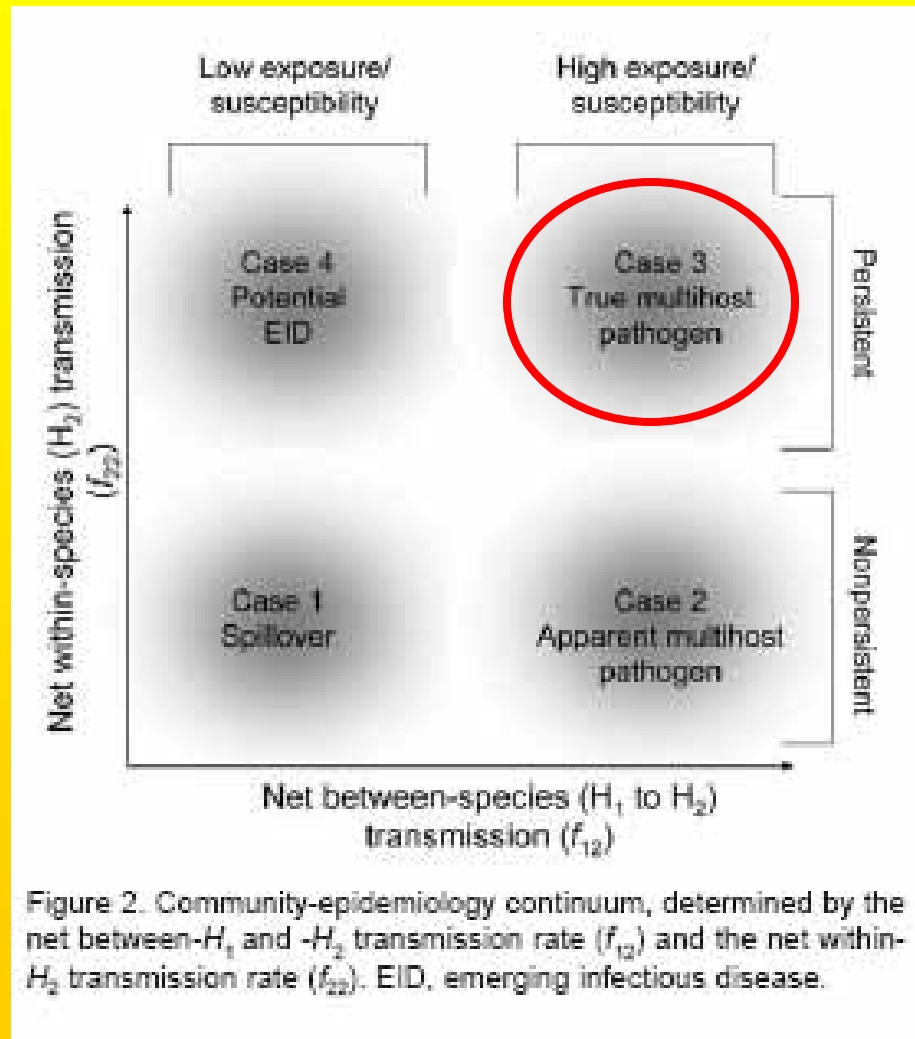 Low exposure/
susceptibility
High exposure/
susceptibility
Case 4
Potential
EID
Case 3
True multihost
pathogen
Persistent
Net within-species (H₂) transmission
(f₂₂)
Case 1
Spillover
Case 2
Apparent multihost
pathogen
Nonpersistent
Net between-species (H₁ to H₂)
transmission (f₁₂)
Figure 2. Community-epidemiology continuum, determined by the
net between-H₁ and -H₂ transmission rate (f₁₂) and the net within-
H₂ transmission rate (f₂₂). EID, emerging infectious disease.